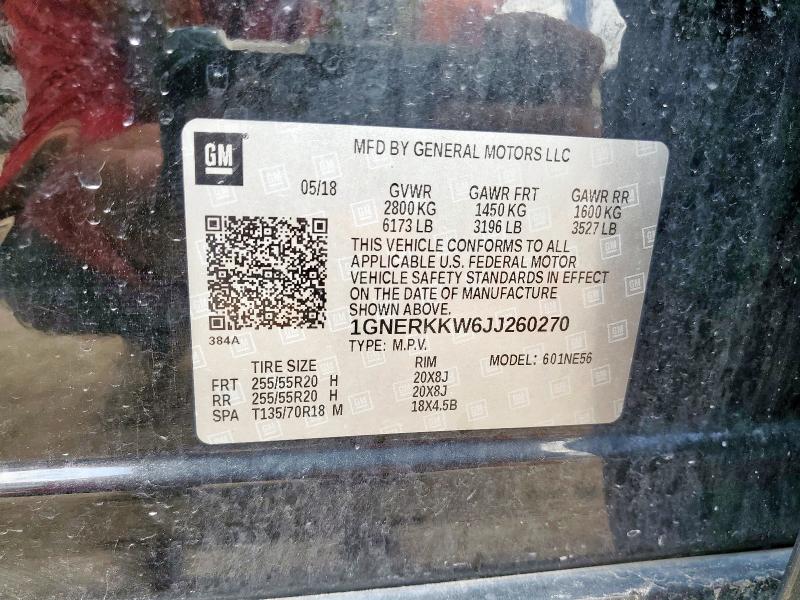 GM
MFD BY GENERAL MOTORS LLC
05/18 GVWR GAWR FRT GAWR RR
2800 KG 1450 KG 1600 KG
6173 LB 3196 LB 3527 LB
THIS VEHICLE CONFORMS TO ALL
APPLICABLE U.S. FEDERAL MOTOR
VEHICLE SAFETY STANDARDS IN EFFECT
ON THE DATE OF MANUFACTURE
SHOWN ABOVE.
1GNERKKW6JJ260270
384A
TYPE: M.P.V. MODEL: 601NE56
TIRE SIZE RIM
FRT 255/55R20 H 20X8J
RR 255/55R20 H 20X8J
SPA T135/70R18 M 18X4.5B